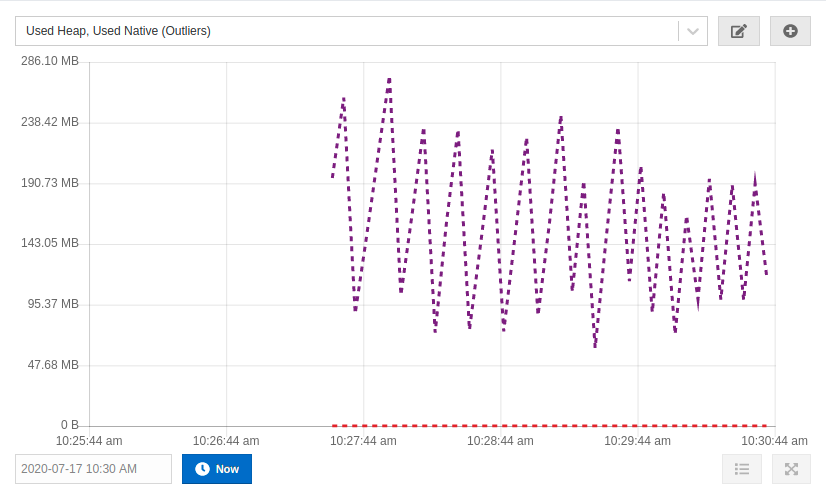 Used Heap, Used Native (Outliers)
286.10 MB
238.42 MB
190.73 MB
143.05 MB
95.37 MB
47.68 MB
0 B
10:25:44 am 10:26:44 am 10:27:44 am 10:28:44 am 10:29:44 am 10:30:44 am
2020-07-17 10:30 AM Now